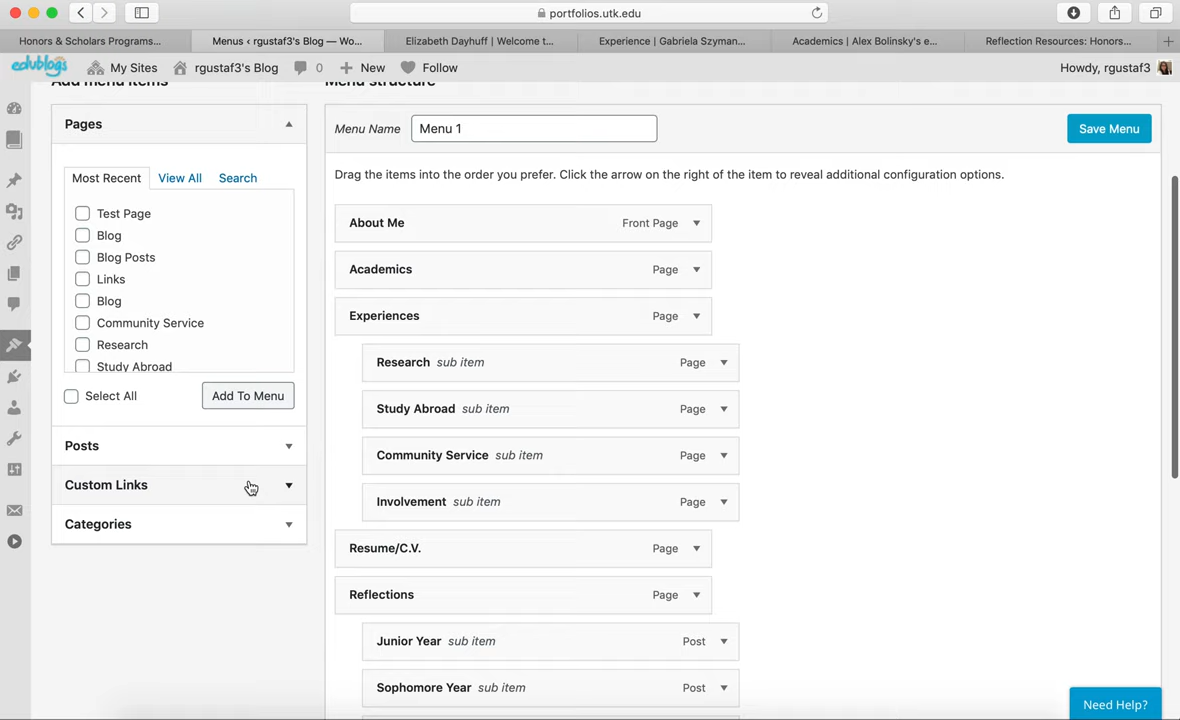 portfolios.utk.edu
Honors & Scholars Programs...
Menus ‹ rgustaf3's Blog — Wo...
Elizabeth Dayhuff | Welcome t...
Experience | Gabriela Szyman...
Academics | Alex Bolinsky's e...
Reflection Resources: Honors...
edublogs
My Sites
rgustaf3's Blog
0
New
Follow
Howdy, rgustaf3
Add menu items
Menu structure
Pages
Menu Name
Menu 1
Save Menu
Most Recent
View All
Search
Drag the items into the order you prefer. Click the arrow on the right of the item to reveal additional configuration options.
Test Page
Blog
Blog Posts
Links
Blog
Community Service
Research
Study Abroad
Select All
Add To Menu
Posts
Custom Links
Categories
About Me Front Page
Academics Page
Experiences Page
Research sub item Page
Study Abroad sub item Page
Community Service sub item Page
Involvement sub item Page
Resume/C.V. Page
Reflections Page
Junior Year sub item Post
Sophomore Year sub item Post
Need Help?